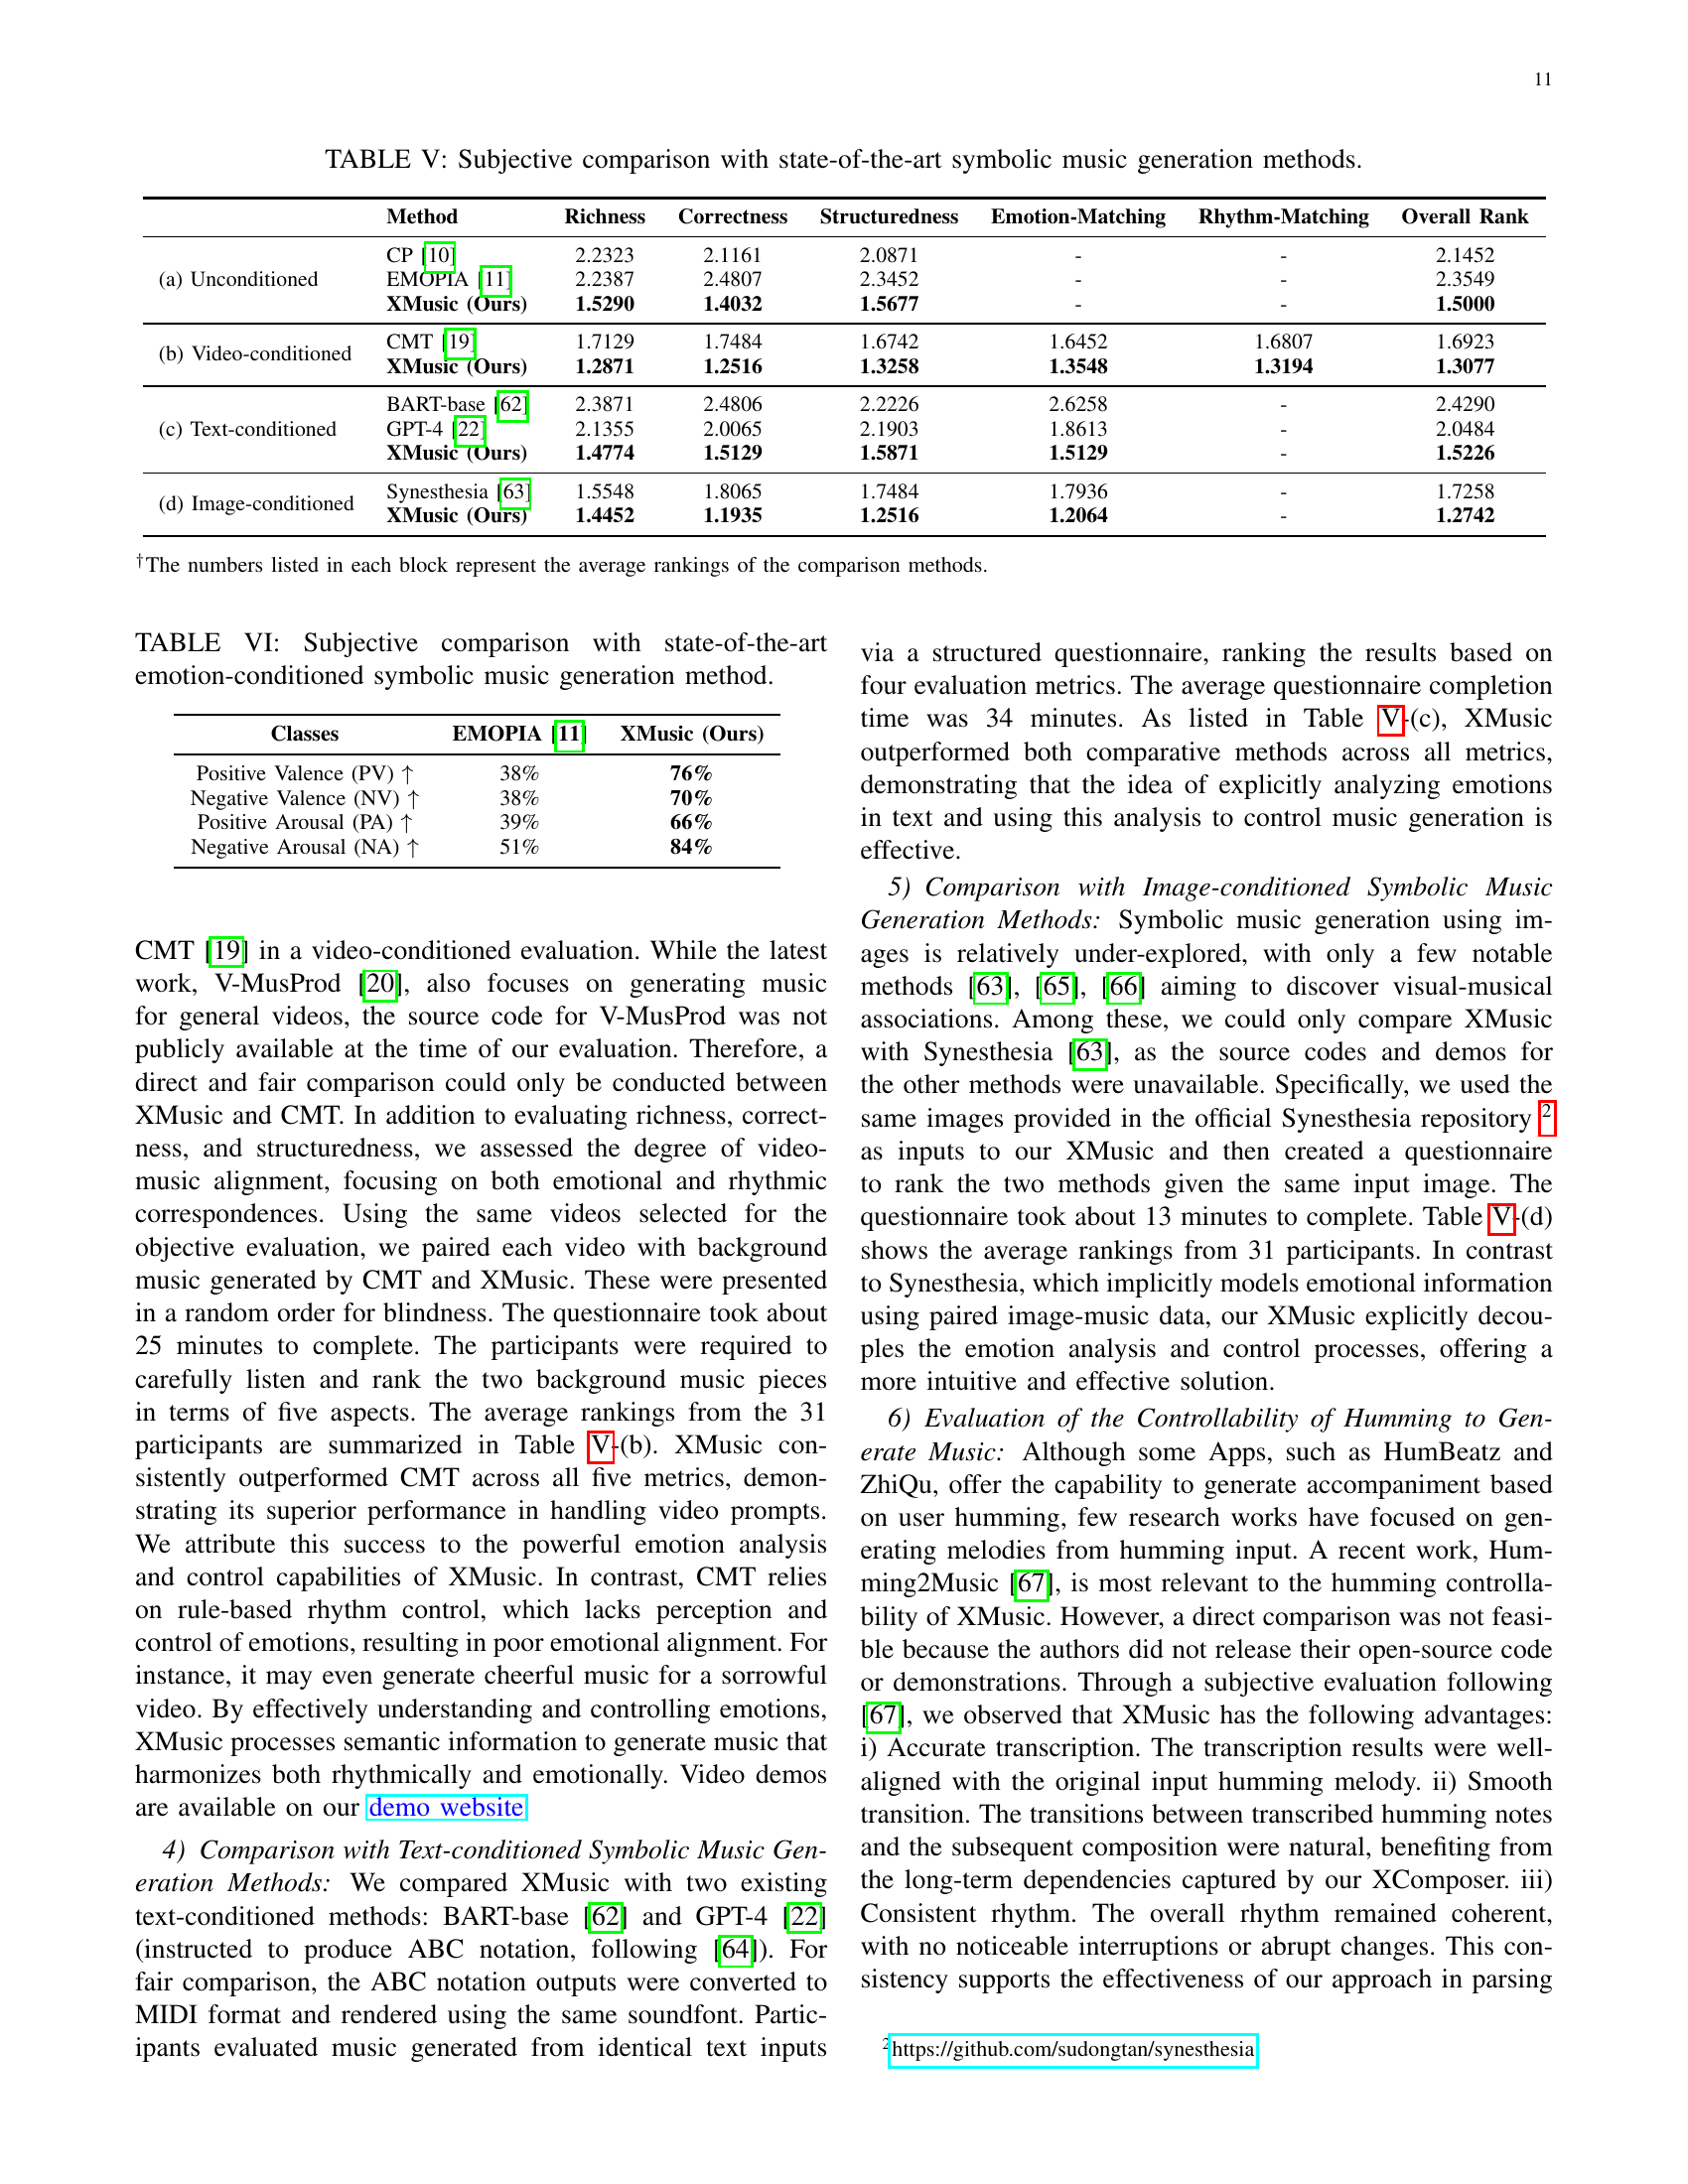 11
TABLE V: Subjective comparison with state-of-the-art symbolic music generation methods.
Method Richness Correctness Structuredness Emotion-Matching Rhythm-Matching Overall Rank
(a) Unconditioned
CP [10] 2.2323 2.1161 2.0871 - - 2.1452
EMOPIA [11] 2.2387 2.4807 2.3452 - - 2.3549
XMusic (Ours) 1.5290 1.4032 1.5677 - - 1.5000
(b) Video-conditioned
CMT [19] 1.7129 1.7484 1.6742 1.6452 1.6807 1.6923
XMusic (Ours) 1.2871 1.2516 1.3258 1.3548 1.3194 1.3077
(c) Text-conditioned
BART-base [62] 2.3871 2.4806 2.2226 2.6258 - 2.4290
GPT-4 [22] 2.1355 2.0065 2.1903 1.8613 - 2.0484
XMusic (Ours) 1.4774 1.5129 1.5871 1.5129 - 1.5226
(d) Image-conditioned
Synesthesia [63] 1.5548 1.8065 1.7484 1.7936 - 1.7258
XMusic (Ours) 1.4452 1.1935 1.2516 1.2064 - 1.2742
†The numbers listed in each block represent the average rankings of the comparison methods.
TABLE VI: Subjective comparison with state-of-the-art
emotion-conditioned symbolic music generation method.
Classes EMOPIA [11] XMusic (Ours)
Positive Valence (PV) ↑ 38% 76%
Negative Valence (NV) ↑ 38% 70%
Positive Arousal (PA) ↑ 39% 66%
Negative Arousal (NA) ↑ 51% 84%
CMT [19] in a video-conditioned evaluation. While the latest
work, V-MusProd [20], also focuses on generating music
for general videos, the source code for V-MusProd was not
publicly available at the time of our evaluation. Therefore, a
direct and fair comparison could only be conducted between
XMusic and CMT. In addition to evaluating richness, correct-
ness, and structuredness, we assessed the degree of video-
music alignment, focusing on both emotional and rhythmic
correspondences. Using the same videos selected for the
objective evaluation, we paired each video with background
music generated by CMT and XMusic. These were presented
in a random order for blindness. The questionnaire took about
25 minutes to complete. The participants were required to
carefully listen and rank the two background music pieces
in terms of five aspects. The average rankings from the 31
participants are summarized in Table V-(b). XMusic con-
sistently outperformed CMT across all five metrics, demon-
strating its superior performance in handling video prompts.
We attribute this success to the powerful emotion analysis
and control capabilities of XMusic. In contrast, CMT relies
on rule-based rhythm control, which lacks perception and
control of emotions, resulting in poor emotional alignment. For
instance, it may even generate cheerful music for a sorrowful
video. By effectively understanding and controlling emotions,
XMusic processes semantic information to generate music that
harmonizes both rhythmically and emotionally. Video demos
are available on our demo website
4) Comparison with Text-conditioned Symbolic Music Gen-
eration Methods: We compared XMusic with two existing
text-conditioned methods: BART-base [62] and GPT-4 [22]
(instructed to produce ABC notation, following [64]). For
fair comparison, the ABC notation outputs were converted to
MIDI format and rendered using the same soundfont. Partic-
ipants evaluated music generated from identical text inputs
via a structured questionnaire, ranking the results based on
four evaluation metrics. The average questionnaire completion
time was 34 minutes. As listed in Table V-(c), XMusic
outperformed both comparative methods across all metrics,
demonstrating that the idea of explicitly analyzing emotions
in text and using this analysis to control music generation is
effective.
5) Comparison with Image-conditioned Symbolic Music
Generation Methods: Symbolic music generation using im-
ages is relatively under-explored, with only a few notable
methods [63], [65], [66] aiming to discover visual-musical
associations. Among these, we could only compare XMusic
with Synesthesia [63], as the source codes and demos for
the other methods were unavailable. Specifically, we used the
same images provided in the official Synesthesia repository 2
as inputs to our XMusic and then created a questionnaire
to rank the two methods given the same input image. The
questionnaire took about 13 minutes to complete. Table V-(d)
shows the average rankings from 31 participants. In contrast
to Synesthesia, which implicitly models emotional information
using paired image-music data, our XMusic explicitly decou-
ples the emotion analysis and control processes, offering a
more intuitive and effective solution.
6) Evaluation of the Controllability of Humming to Gen-
erate Music: Although some Apps, such as HumBeatz and
ZhiQu, offer the capability to generate accompaniment based
on user humming, few research works have focused on gen-
erating melodies from humming input. A recent work, Hum-
ming2Music [67], is most relevant to the humming controlla-
bility of XMusic. However, a direct comparison was not feasi-
ble because the authors did not release their open-source code
or demonstrations. Through a subjective evaluation following
[67], we observed that XMusic has the following advantages:
i) Accurate transcription. The transcription results were well-
aligned with the original input humming melody. ii) Smooth
transition. The transitions between transcribed humming notes
and the subsequent composition were natural, benefiting from
the long-term dependencies captured by our XComposer. iii)
Consistent rhythm. The overall rhythm remained coherent,
with no noticeable interruptions or abrupt changes. This con-
sistency supports the effectiveness of our approach in parsing
2https://github.com/sudongtan/synesthesia